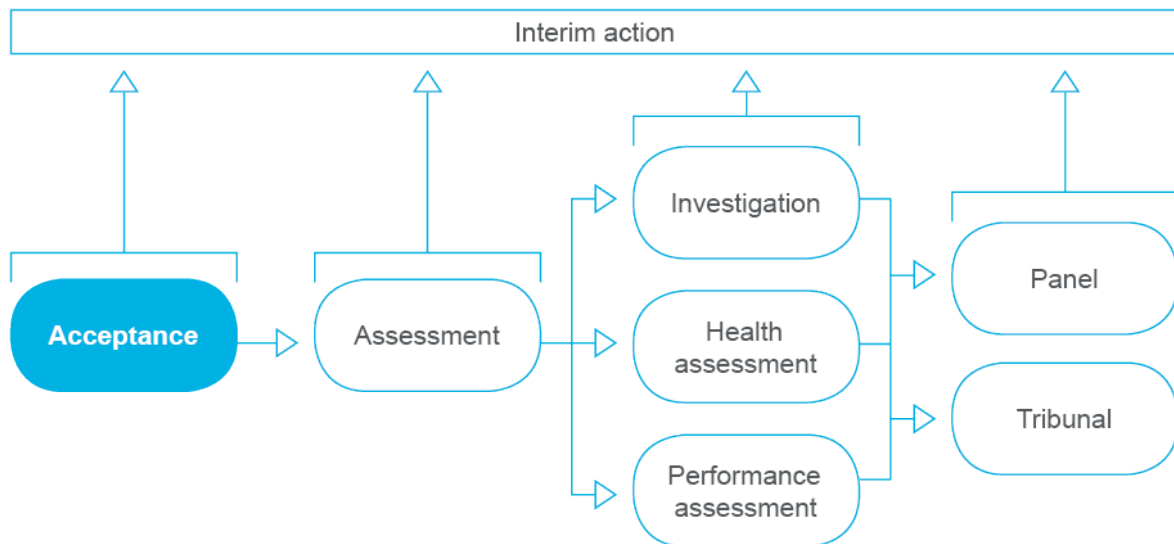 Interim action
Acceptance
Assessment
Investigation
Health
assessment
Performance
assessment
Panel
Tribunal